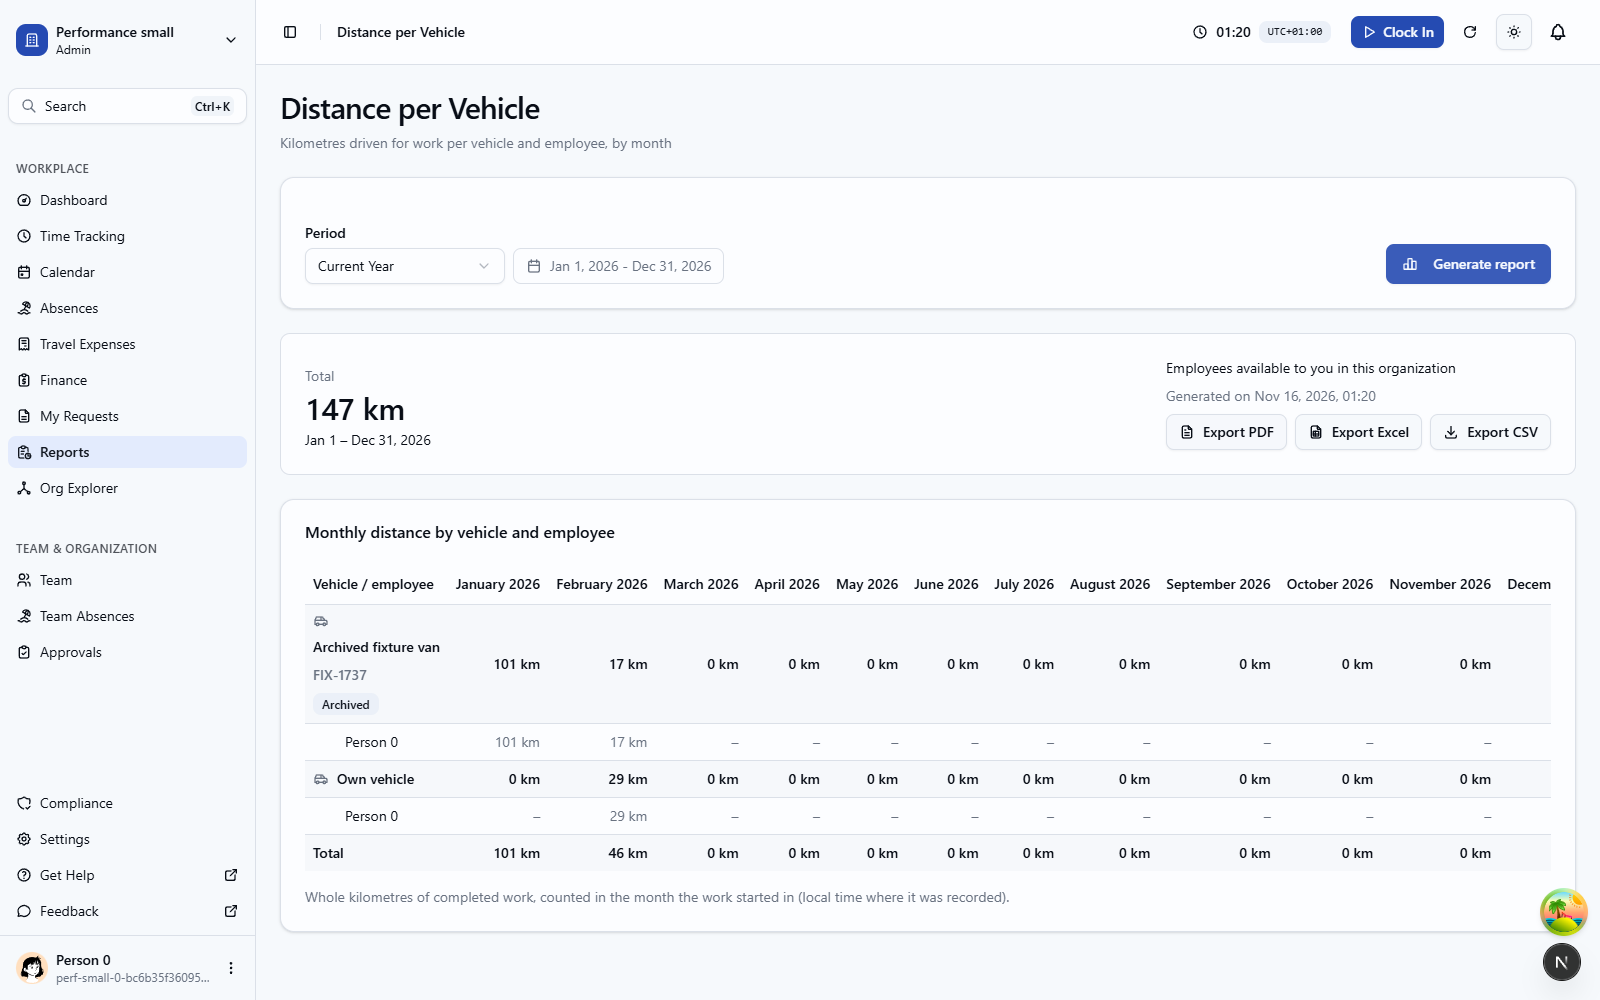 Performance small
Admin
Search Ctrl+K
WORKPLACE
Dashboard
Time Tracking
Calendar
Absences
Travel Expenses
Finance
My Requests
Reports
Org Explorer
TEAM & ORGANIZATION
Team
Team Absences
Approvals
Compliance
Settings
Get Help
Feedback
Person 0
perf-small-0-bc6b35f36095...
Distance per Vehicle
01:20 UTC+01:00 Clock In
Distance per Vehicle
Kilometres driven for work per vehicle and employee, by month
Period
Current Year Jan 1, 2026 - Dec 31, 2026
Generate report
Total
147 km
Jan 1 – Dec 31, 2026
Employees available to you in this organization
Generated on Nov 16, 2026, 01:20
Export PDF Export Excel Export CSV
Monthly distance by vehicle and employee
Vehicle / employee January 2026 February 2026 March 2026 April 2026 May 2026 June 2026 July 2026 August 2026 September 2026 October 2026 November 2026 Decem
Archived fixture van
FIX-1737
Archived
101 km 17 km 0 km 0 km 0 km 0 km 0 km 0 km 0 km 0 km 0 km
Person 0 101 km 17 km – – – – – – – – –
Own vehicle 0 km 29 km 0 km 0 km 0 km 0 km 0 km 0 km 0 km 0 km 0 km
Person 0 – 29 km – – – – – – – – –
Total 101 km 46 km 0 km 0 km 0 km 0 km 0 km 0 km 0 km 0 km 0 km
Whole kilometres of completed work, counted in the month the work started in (local time where it was recorded).
N